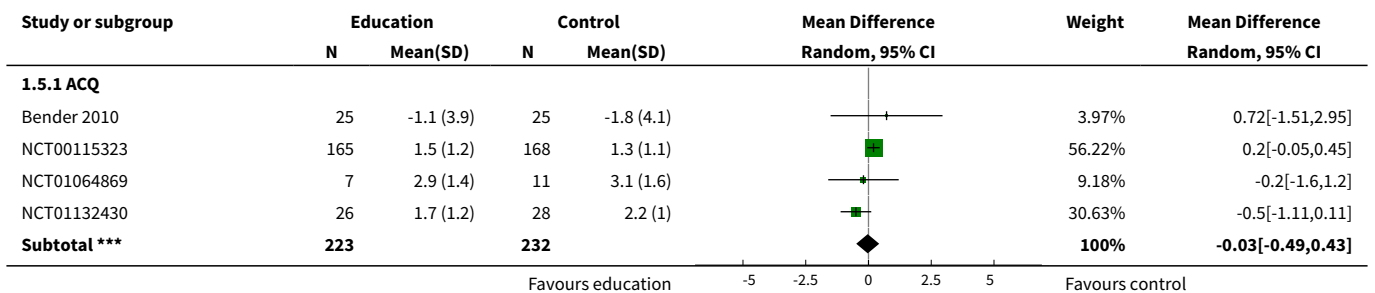 Study or subgroup Education Control Mean Difference Weight Mean Difference
N Mean(SD) N Mean(SD) Random, 95% CI Random, 95% CI
1.5.1 ACQ
Bender 2010 25 -1.1 (3.9) 25 -1.8 (4.1) 3.97% 0.72[-1.51,2.95]
NCT00115323 165 1.5 (1.2) 168 1.3 (1.1) 56.22% 0.2[-0.05,0.45]
NCT01064869 7 2.9 (1.4) 11 3.1 (1.6) 9.18% -0.2[-1.6,1.2]
NCT01132430 26 1.7 (1.2) 28 2.2 (1) 30.63% -0.5[-1.11,0.11]
Subtotal *** 223 232 100% -0.03[-0.49,0.43]
Favours education -5 -2.5 0 2.5 5 Favours control